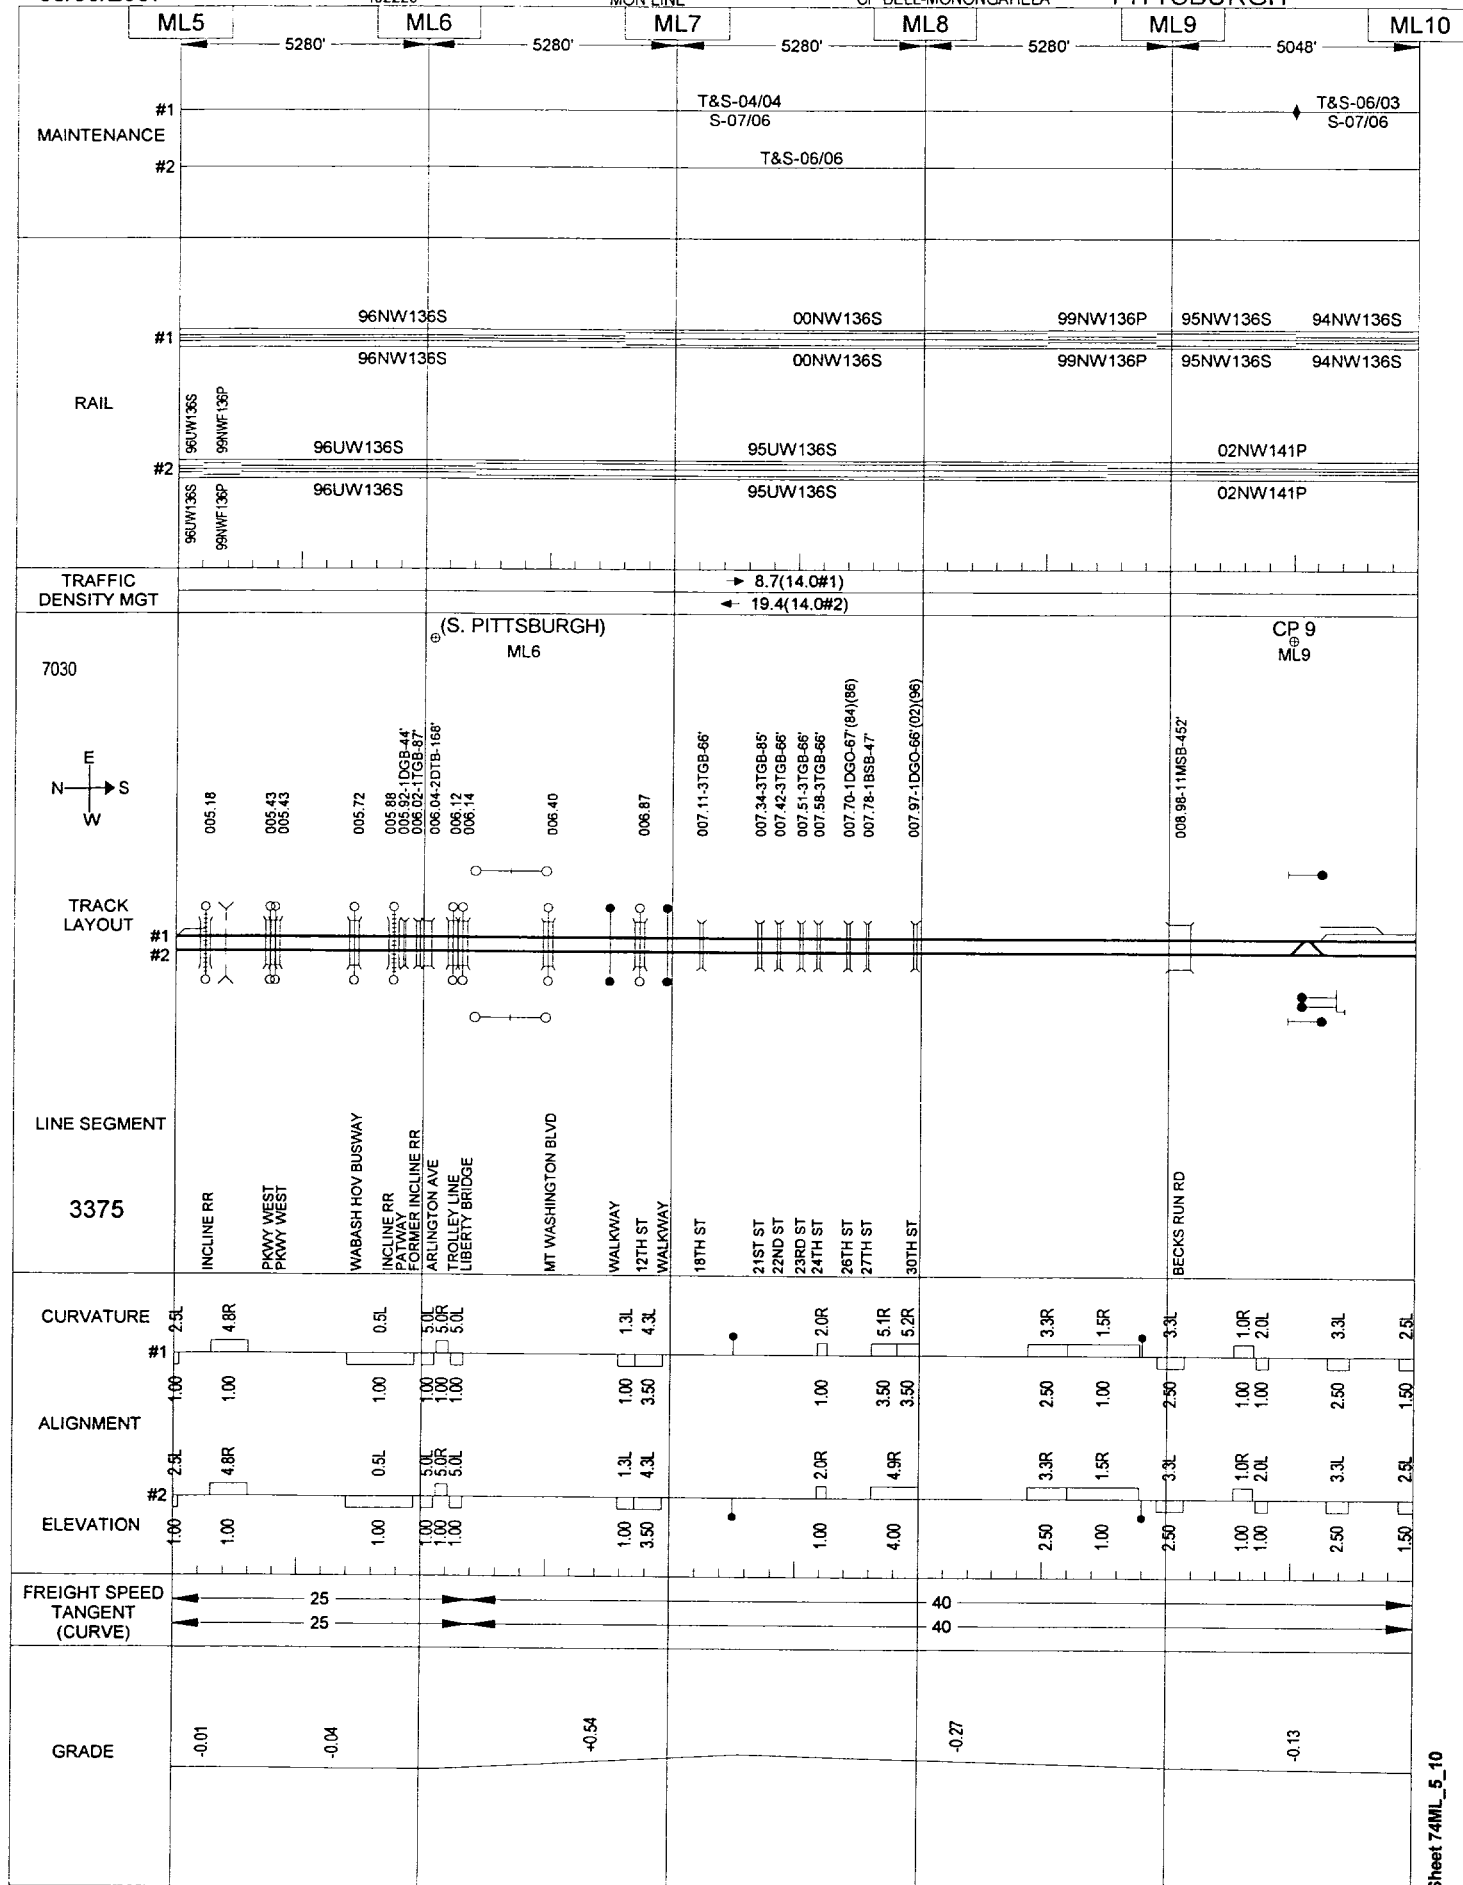 MON LINE
CP BELL-MONONGAHELA
PITTSBURGH
ML5 ML6 ML7 ML8 ML9 ML10
5280' 5280' 5280' 5280' 5048'
MAINTENANCE
#1 T&S-04/04 T&S-06/03
S-07/06 S-07/06
#2 T&S-06/06
RAIL
96NW136S 00NW136S 99NW136P 95NW136S 94NW136S
#1
96NW136S 00NW136S 99NW136P 95NW136S 94NW136S
96UW136S 99NWF136P 96UW136S 95UW136S 02NW141P
#2
96UW136S 99NWF136P 96UW136S 95UW136S 02NW141P
TRAFFIC
DENSITY MGT
8.7(14.0#1)
19.4(14.0#2)
(S. PITTSBURGH)
ML6
CP 9
ML9
7030
E
N S
W
005.18
005.43
005.43
005.72
005.88
005.92-1DGB-44'
006.02-1TGB-87'
006.04-2DTB-168'
006.12
006.14
006.40
006.87
007.11-3TGB-66'
007.34-3TGB-85'
007.42-3TGB-66'
007.51-3TGB-66'
007.58-3TGB-66'
007.70-1DGO-67'(84)(86)
007.78-1BSB-47'
007.97-1DGO-66'(02)(96)
008.98-11MSB-452'
TRACK
LAYOUT
#1
#2
LINE SEGMENT
3375
INCLINE RR
PKWY WEST
PKWY WEST
WABASH HOV BUSWAY
INCLINE RR
PATWAY
FORMER INCLINE RR
ARLINGTON AVE
TROLLEY LINE
LIBERTY BRIDGE
MT WASHINGTON BLVD
WALKWAY
12TH ST
WALKWAY
18TH ST
21ST ST
22ND ST
23RD ST
24TH ST
26TH ST
27TH ST
30TH ST
BECKS RUN RD
CURVATURE
2.5L 4.8R 0.5L 5.0L 5.0R 5.0L 1.3L 4.3L 2.0R 5.1R 5.2R 3.3R 1.5R 3.3L 1.0R 2.0L 3.3L 2.5L
#1
1.00 1.00 1.00 1.00 1.00 1.00 1.00 3.50 1.00 3.50 3.50 2.50 1.00 2.50 1.00 1.00 2.50 1.50
ALIGNMENT
2.5L 4.8R 0.5L 5.0L 5.0R 5.0L 1.3L 4.3L 2.0R 4.9R 3.3R 1.5R 3.3L 1.0R 2.0L 3.3L 2.5L
#2
ELEVATION
1.00 1.00 1.00 1.00 1.00 1.00 1.00 3.50 1.00 4.00 2.50 1.00 2.50 1.00 1.00 2.50 1.50
FREIGHT SPEED
TANGENT
(CURVE)
25 40
25 40
GRADE
-0.01 -0.04 +0.54 -0.27 -0.13
Sheet 74ML_5_10